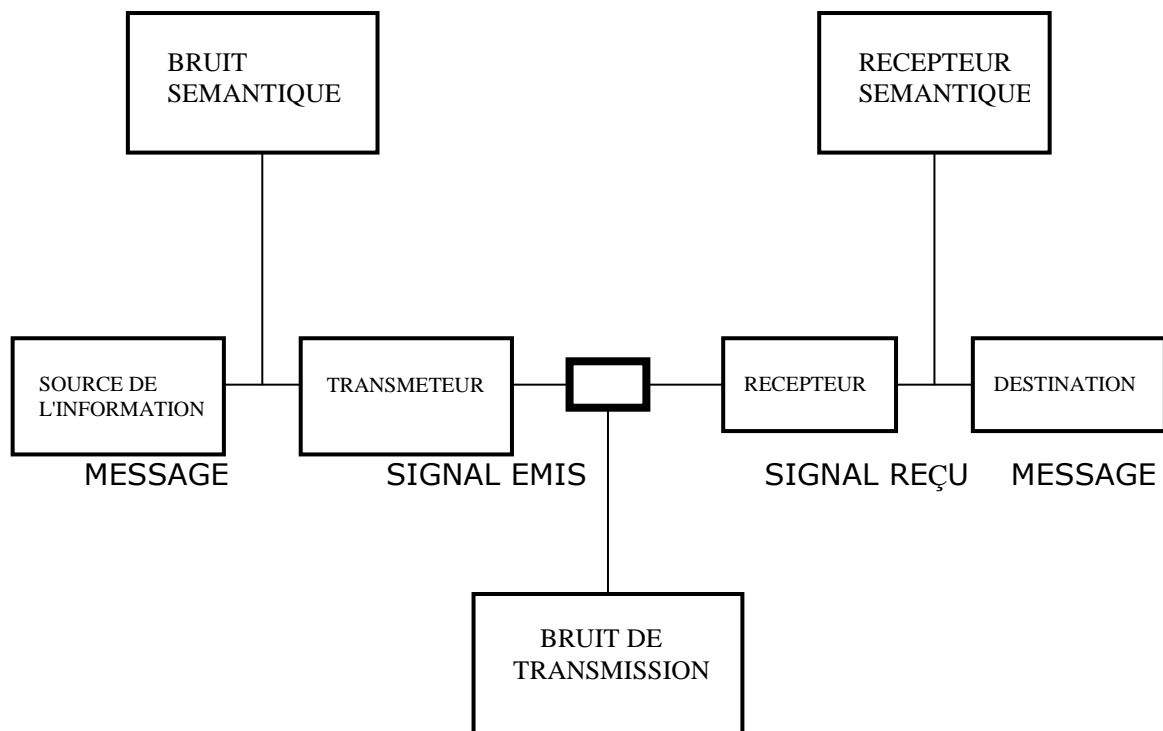 BRUIT
SEMANTIQUE
RECEPTEUR
SEMANTIQUE
SOURCE DE
L'INFORMATION
TRANSMETEUR
RECEPTEUR
DESTINATION
MESSAGE
SIGNAL EMIS
SIGNAL REÇU
MESSAGE
BRUIT DE
TRANSMISSION